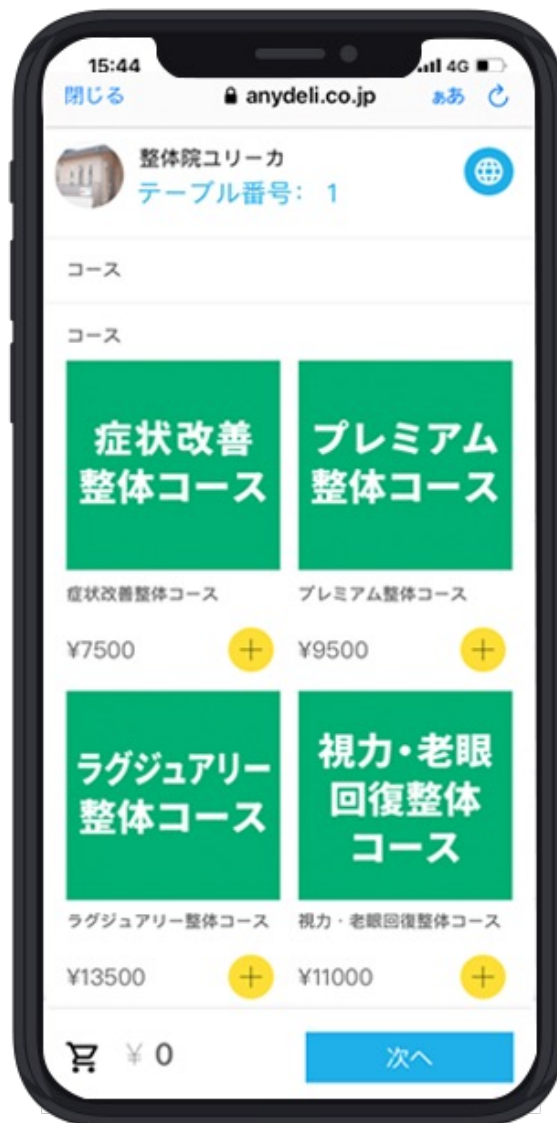 15:44
4G
閉じる
anydeli.co.jp
ぁあ
整体院ユリーカ
テーブル番号： 1
コース
コース
症状改善
整体コース
プレミアム
整体コース
症状改善整体コース
プレミアム整体コース
¥7500
¥9500
ラグジュアリー
整体コース
視力・老眼
回復整体
コース
ラグジュアリー整体コース
視力・老眼回復整体コース
¥13500
¥11000
¥ 0
次へ